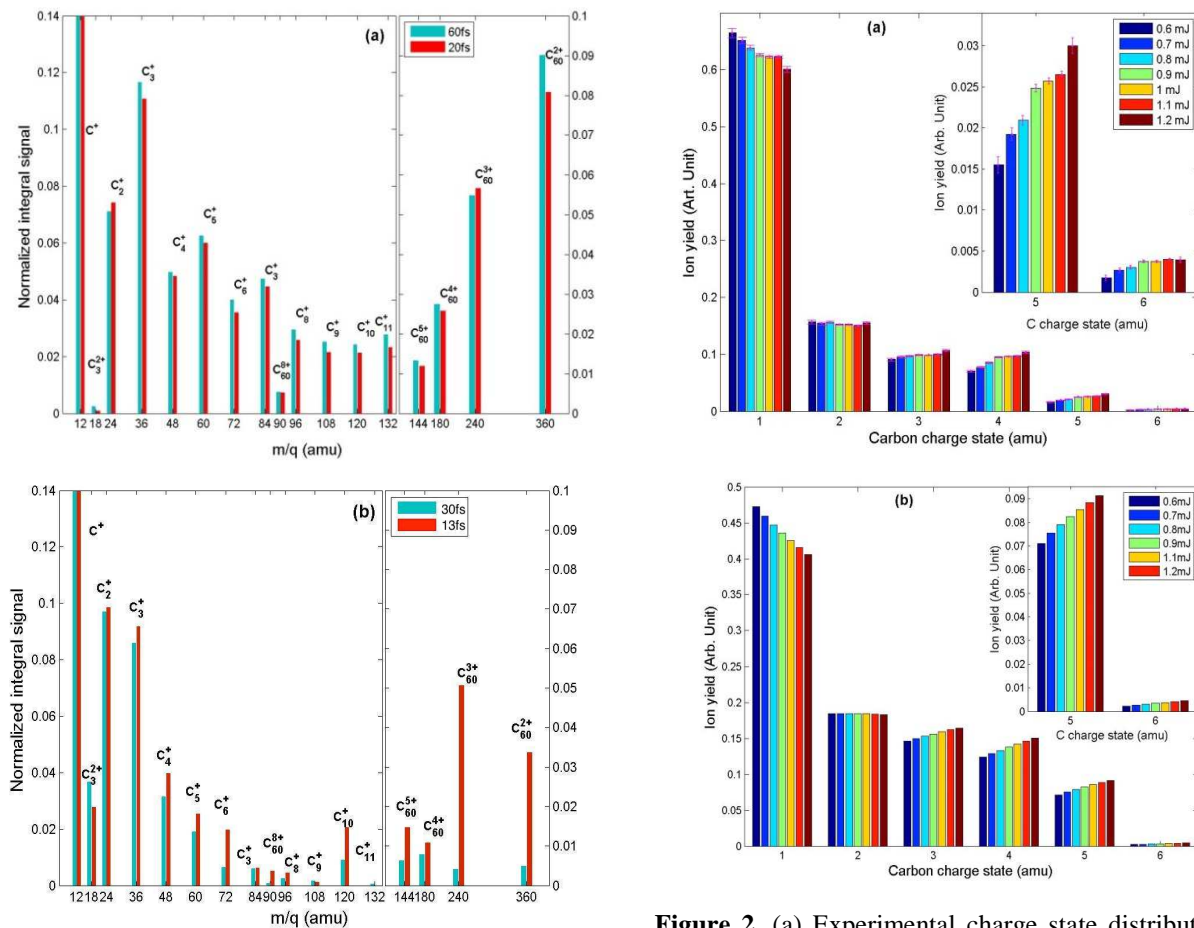 (a)
60fs
20fs
Normalized integral signal
0.14
0.12
0.1
0.08
0.06
0.04
0.02
0
0.1
0.09
0.08
0.07
0.06
0.05
0.04
0.03
0.02
0.01
0
C+
C3 2+
C2 +
C3 +
C4 +
C5 +
C6 +
C3 +
C60 8+
C8 +
C9 +
C10 +
C11 +
C60 5+
C60 4+
C60 3+
C60 2+
12 18 24 36 48 60 72 84 90 96 108 120 132 144 180 240 360
m/q (amu)
(b)
30fs
13fs
Normalized integral signal
0.14
0.12
0.1
0.08
0.06
0.04
0.02
0
0.1
0.09
0.08
0.07
0.06
0.05
0.04
0.03
0.02
0.01
0
C+
C3 2+
C2 +
C3 +
C4 +
C5 +
C6 +
C3 +
C60 8+
C8 +
C9 +
C10 +
C11 +
C60 5+
C60 4+
C60 3+
C60 2+
12 18 24 36 48 60 72 84 90 96 108 120 132 144 180 240 360
m/q (amu)
(a)
Ion yield (Art. Unit)
0.6
0.5
0.4
0.3
0.2
0.1
0
1 2 3 4 5 6
Carbon charge state (amu)
Ion yield (Arb. Unit)
0.03
0.02
0.015
0.01
0.005
0
5 6
C charge state (amu)
0.6 mJ
0.7 mJ
0.8 mJ
0.9 mJ
1 mJ
1.1 mJ
1.2 mJ
(b)
Ion yield (Arb. Unit)
0.5
0.45
0.4
0.35
0.3
0.25
0.2
0.15
0.1
0.05
0
1 2 3 4 5 6
Carbon charge state (amu)
Ion yield (Arb. Unit)
0.09
0.08
0.07
0.06
0.05
0.04
0.03
0.02
0.01
0
5 6
C charge state (amu)
0.6mJ
0.7mJ
0.8mJ
0.9mJ
1.1mJ
1.2mJ
Figure 2. (a) Experimental charge state distribut